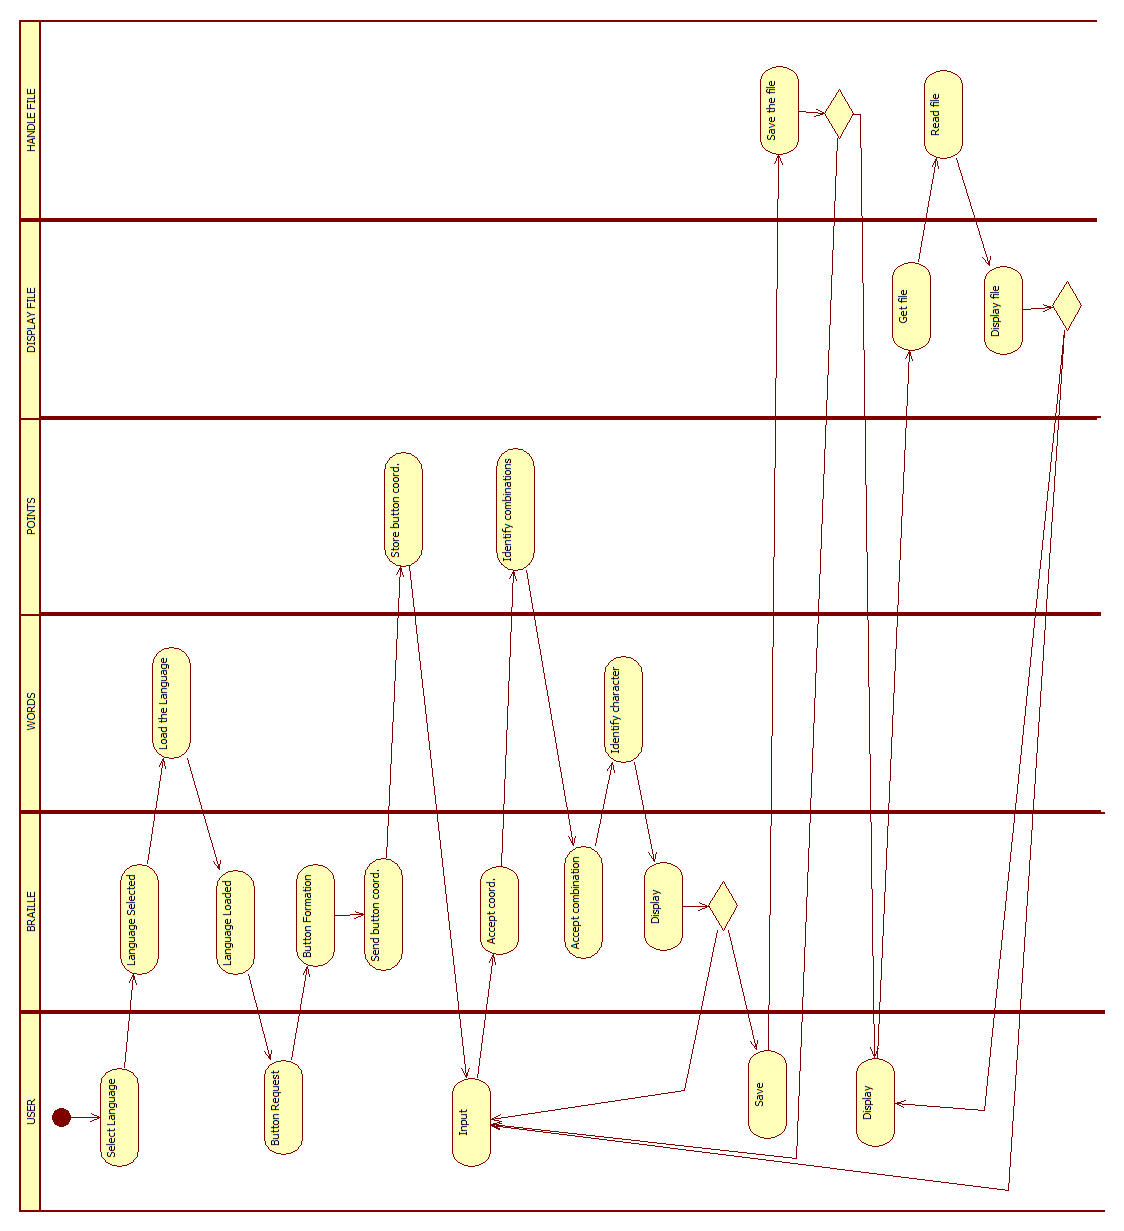 HANDLE FILE
Save the file
Read file
DISPLAY FILE
Get file
Display file
POINTS
Store button coord.
Identify combinations
WORDS
Load the Language
Identify character
BRAILLE
Language Selected
Language Loaded
Button Formation
Send button coord.
Accept coord.
Accept combination
Display
USER
Select Language
Button Request
Input
Save
Display